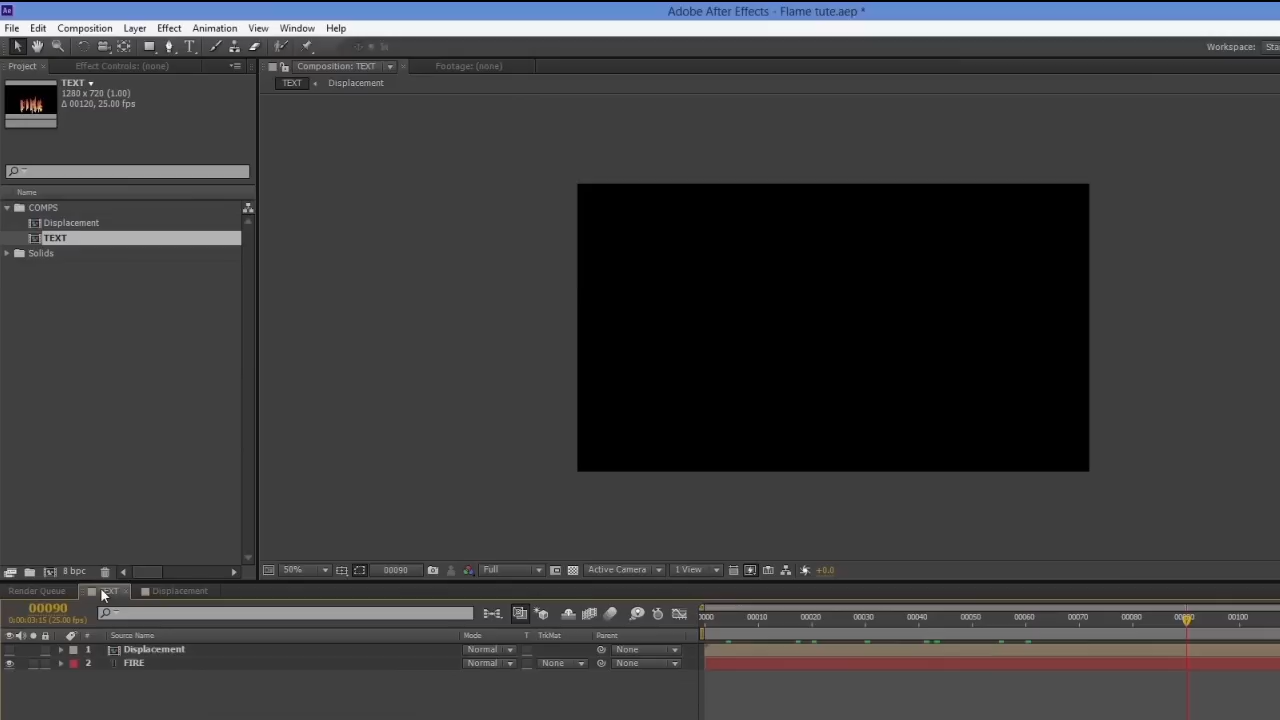 Ae
Adobe After Effects - Flame tute.aep *
File Edit Composition Layer Effect Animation View Window Help
Workspace: Sta
Project Effect Controls: (none) Composition: TEXT Footage: (none)
TEXT
1280 x 720 (1.00)
Δ 00120, 25.00 fps
TEXT Displacement
Name
COMPS
Displacement
TEXT
Solids
8 bpc 50% 00090 Full Active Camera 1 View +0.0
Render Queue TEXT Displacement
00090
0:00:03:15 (25.00 fps)
0000 00010 00020 00030 00040 00050 00060 00070 00080 00090 00100
# Source Name Mode T TrkMat Parent
1 Displacement Normal None
2 FIRE Normal None None